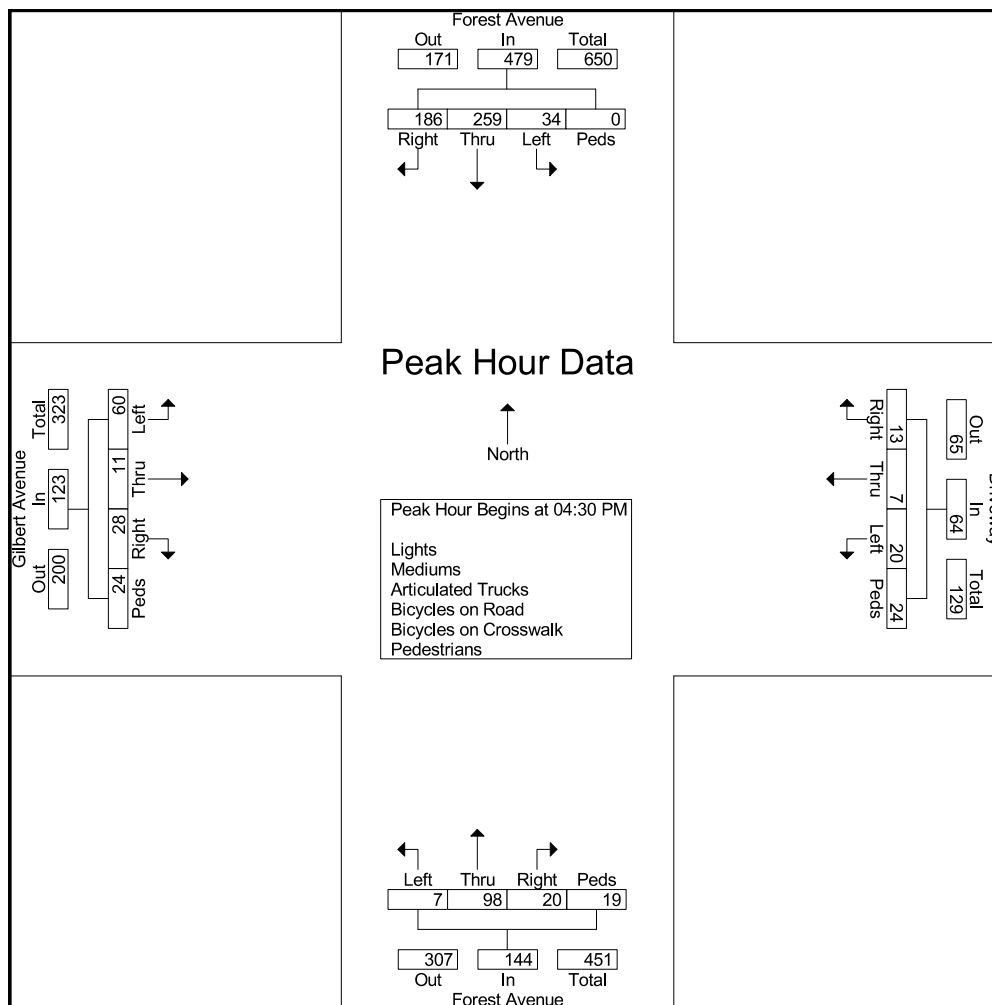 Forest Avenue
Out In Total
171 479 650
186 259 34 0
Right Thru Left Peds
Peak Hour Data
North
Peak Hour Begins at 04:30 PM
Lights
Mediums
Articulated Trucks
Bicycles on Road
Bicycles on Crosswalk
Pedestrians
Gilbert Avenue
Out In Total
200 123 323
24 28 11 60
Peds Right Thru Left
Out In Total
65 64 129
13 7 20 24
Right Thru Left Peds
Left Thru Right Peds
7 98 20 19
307 144 451
Out In Total
Forest Avenue